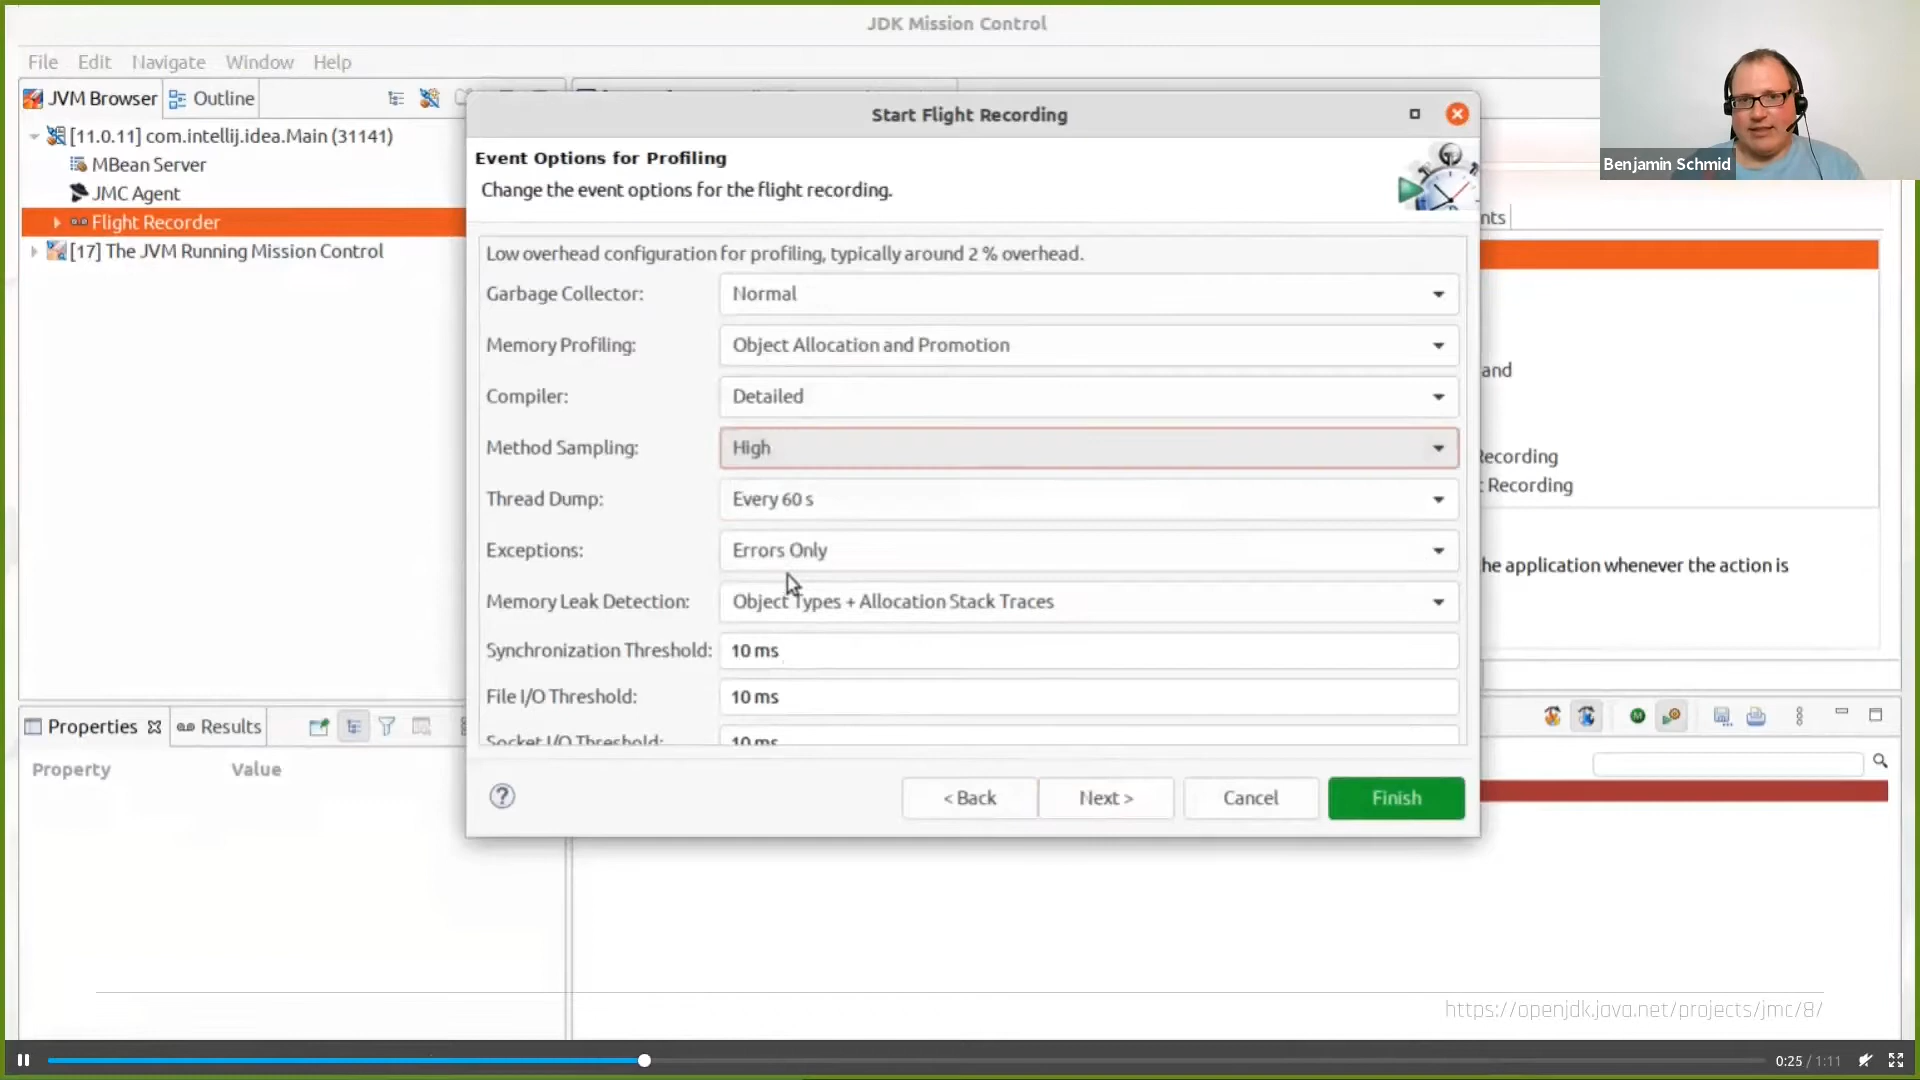 JDK Mission Control
File Edit Navigate Window Help
JVM Browser Outline
[11.0.11] com.intellij.idea.Main (31141)
MBean Server
JMC Agent
Flight Recorder
[17] The JVM Running Mission Control
Start Flight Recording
Event Options for Profiling
Change the event options for the flight recording.
Low overhead configuration for profiling, typically around 2 % overhead.
Garbage Collector: Normal
Memory Profiling: Object Allocation and Promotion
Compiler: Detailed
Method Sampling: High
Thread Dump: Every 60 s
Exceptions: Errors Only
Memory Leak Detection: Object Types + Allocation Stack Traces
Synchronization Threshold: 10 ms
File I/O Threshold: 10 ms
Socket I/O Threshold: 10 ms
< Back Next > Cancel Finish
Benjamin Schmid
nts
and
Recording
Recording
he application whenever the action is
Properties Results
Property Value
https://openjdk.java.net/projects/jmc/8/
0:25 / 1:11